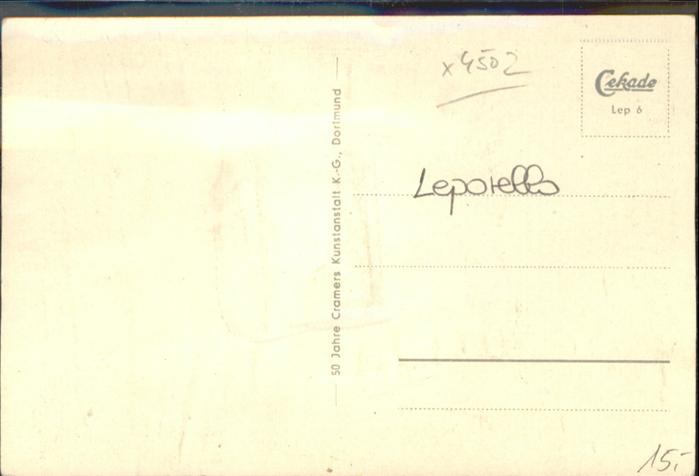 x4502
Cekade
Lep 6
Leporello
50 Jahre Cramers Kunstanstalt K.-G., Dortmund
15,-